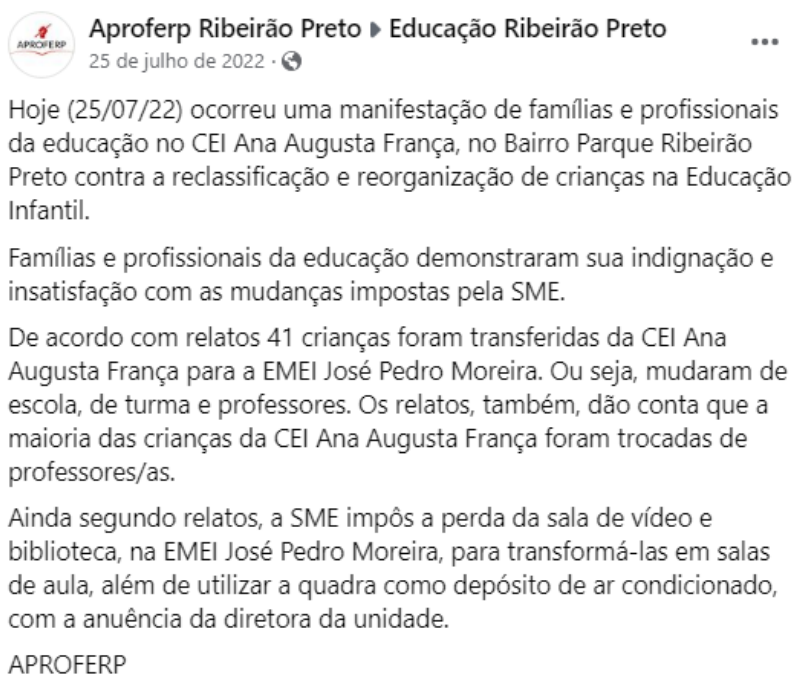 APROFERP
Aproferp Ribeirão Preto Educação Ribeirão Preto
25 de julho de 2022 ·
Hoje (25/07/22) ocorreu uma manifestação de famílias e profissionais
da educação no CEI Ana Augusta França, no Bairro Parque Ribeirão
Preto contra a reclassificação e reorganização de crianças na Educação
Infantil.
Famílias e profissionais da educação demonstraram sua indignação e
insatisfação com as mudanças impostas pela SME.
De acordo com relatos 41 crianças foram transferidas da CEI Ana
Augusta França para a EMEI José Pedro Moreira. Ou seja, mudaram de
escola, de turma e professores. Os relatos, também, dão conta que a
maioria das crianças da CEI Ana Augusta França foram trocadas de
professores/as.
Ainda segundo relatos, a SME impôs a perda da sala de vídeo e
biblioteca, na EMEI José Pedro Moreira, para transformá-las em salas
de aula, além de utilizar a quadra como depósito de ar condicionado,
com a anuência da diretora da unidade.
APROFERP